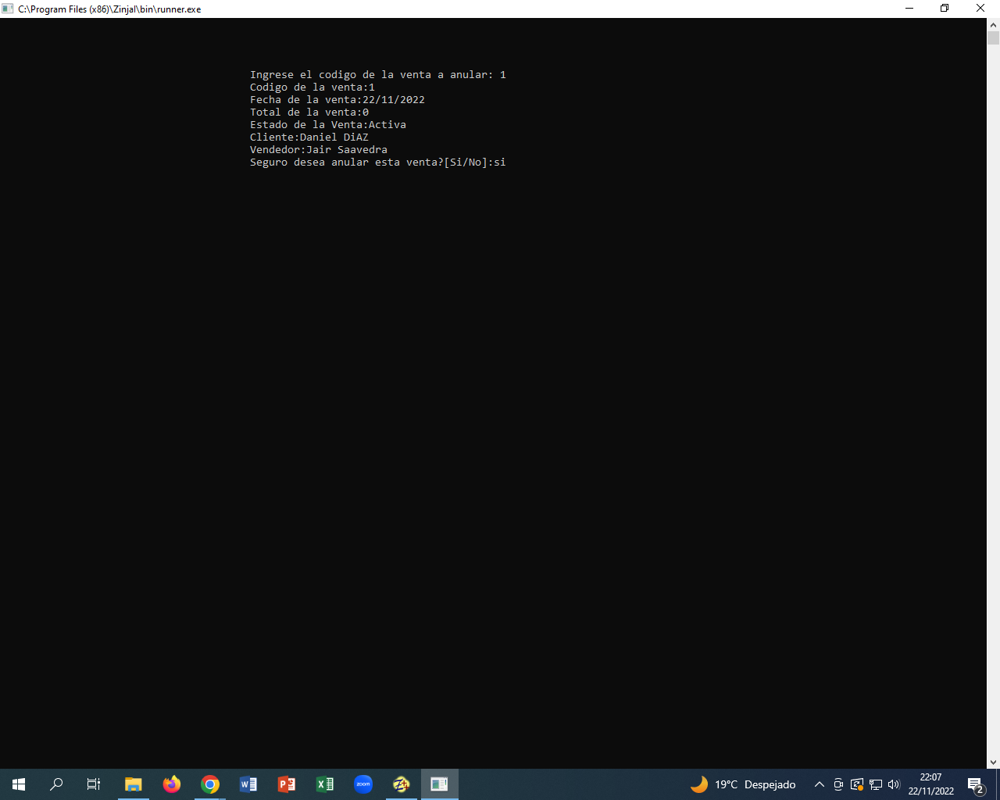 C:\Program Files (x86)\Zinjal\bin\runner.exe
Ingrese el codigo de la venta a anular: 1
Codigo de la venta:1
Fecha de la venta:22/11/2022
Total de la venta:0
Estado de la Venta:Activa
Cliente:Daniel DiAZ
Vendedor:Jair Saavedra
Seguro desea anular esta venta?[Si/No]:si
zoom
19°C Despejado
22:07
22/11/2022
2